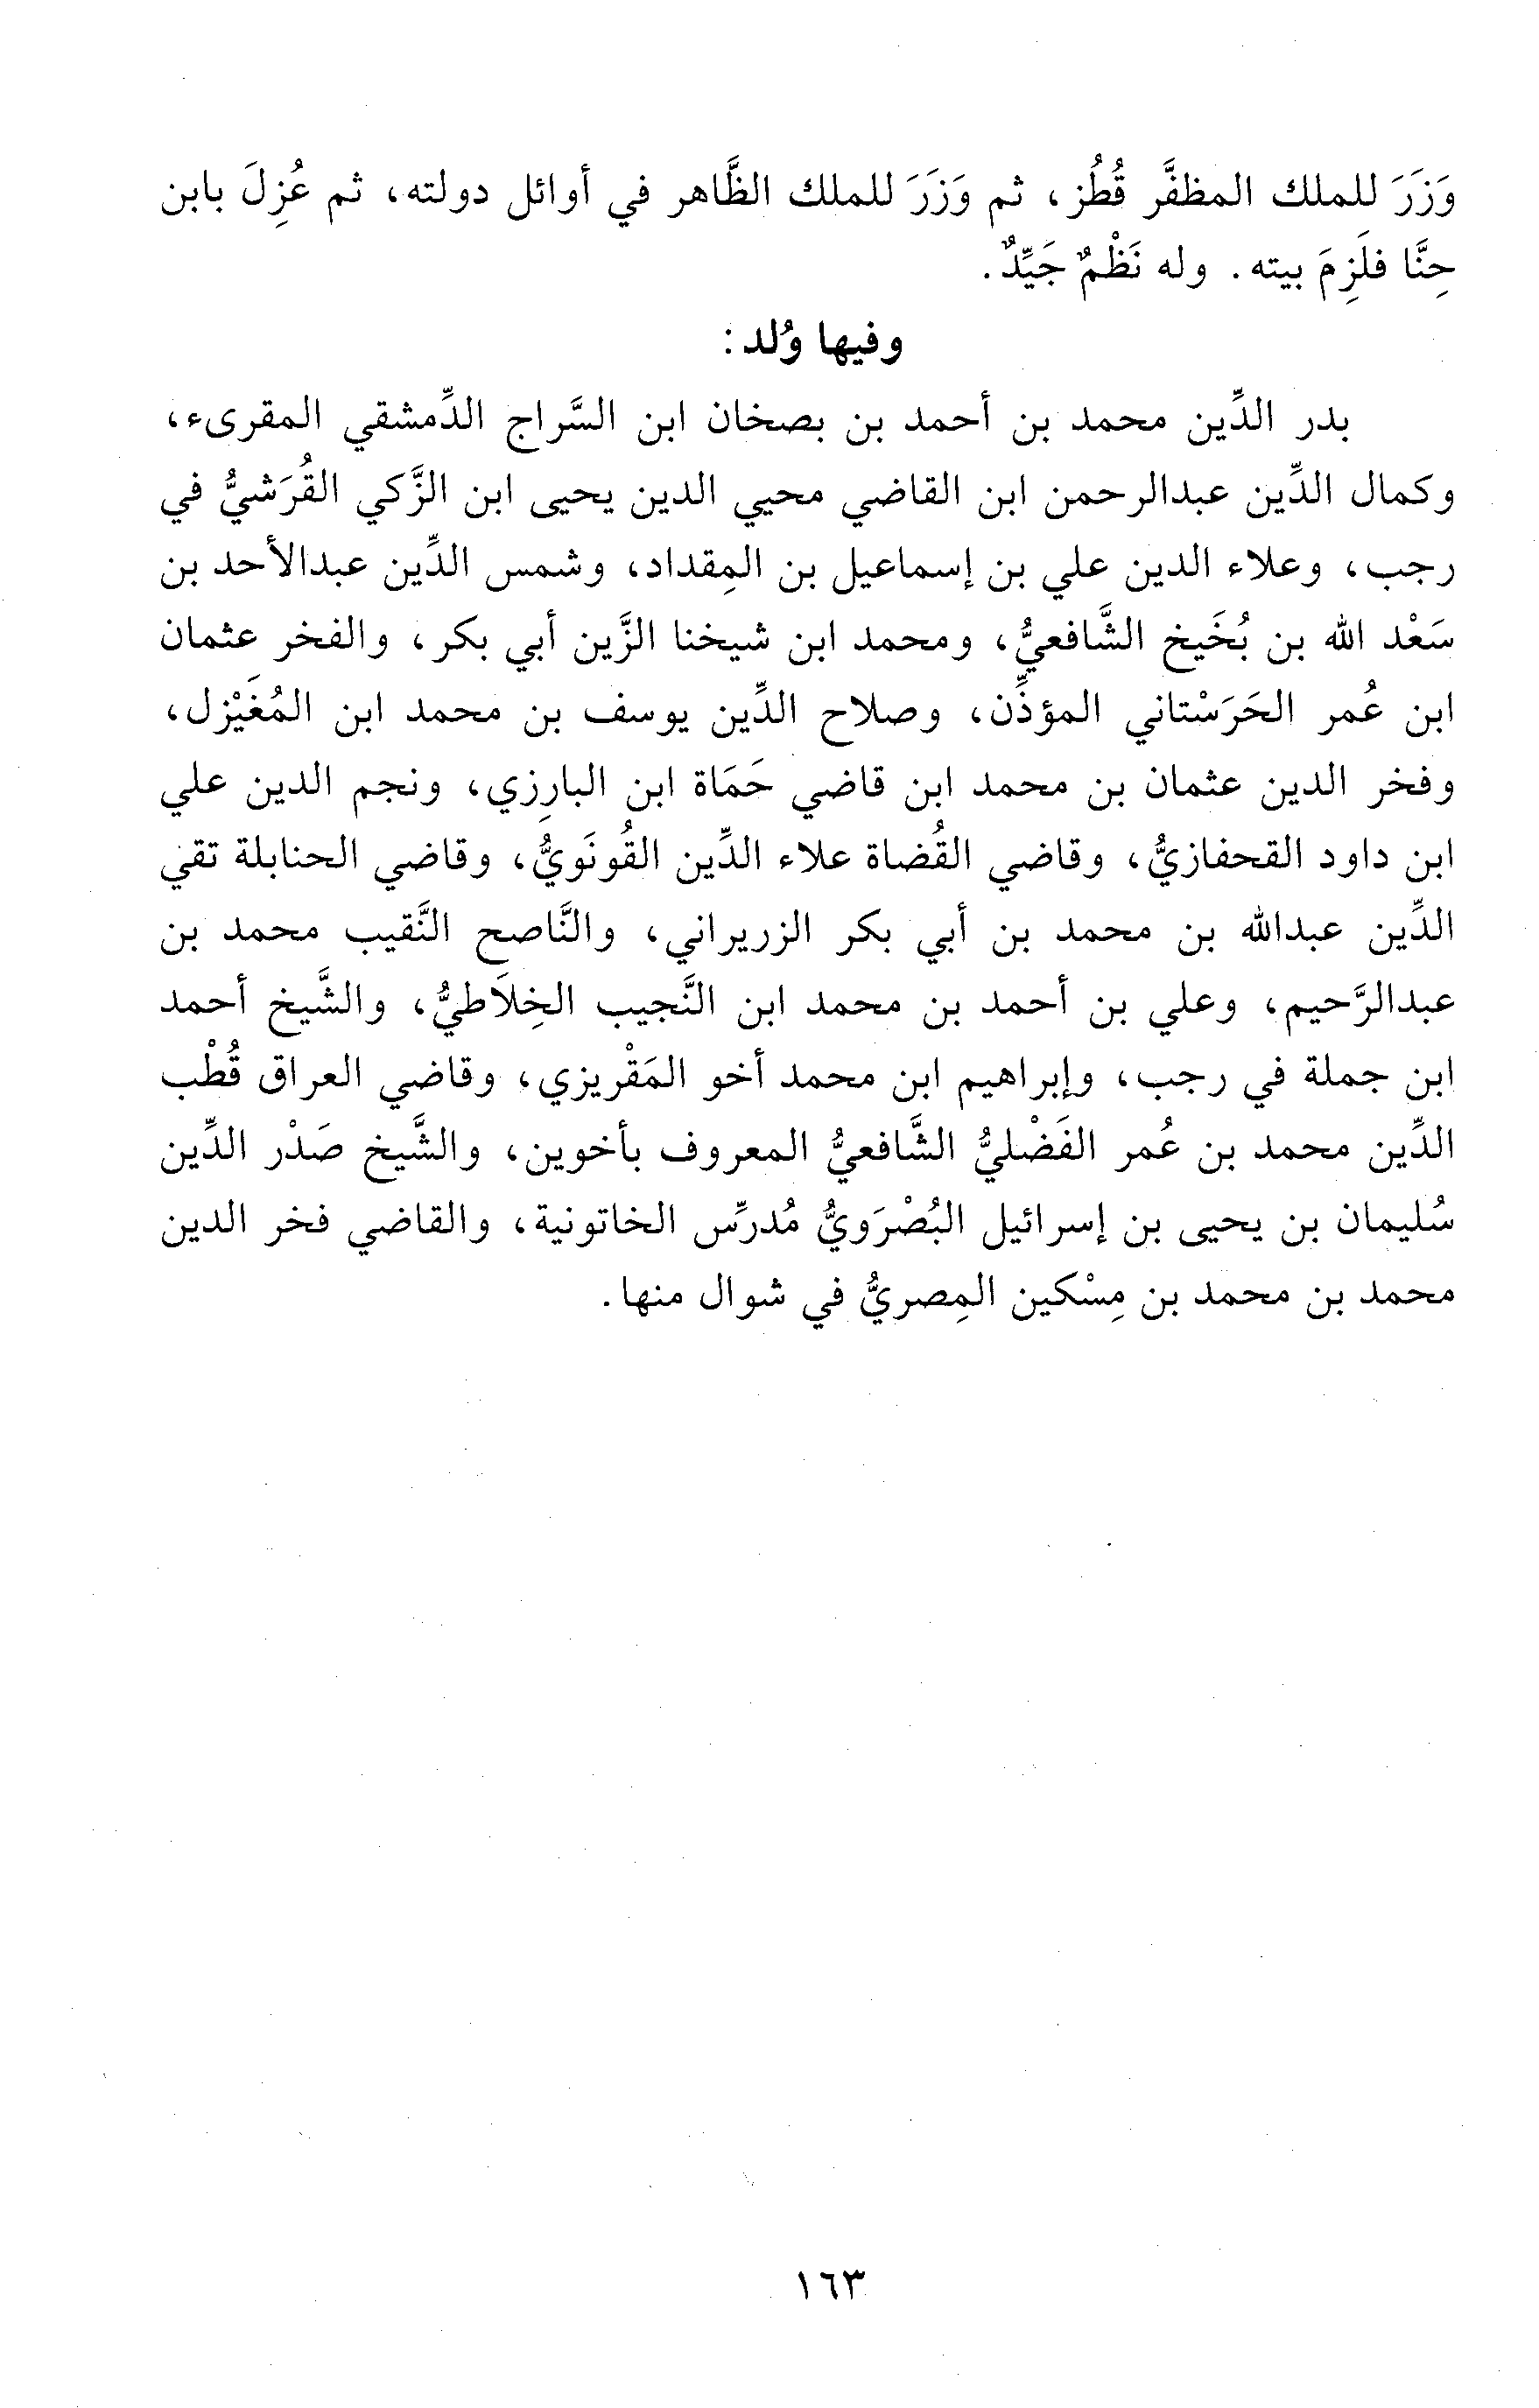 وَزَرَ للملك المظفَّر قُطُز، ثم وَزَرَ للملك الظَّاهر في أوائل دولته، ثم عُزِلَ بابن
حِنَّا فلَزِمَ بيته. وله نَظْمٌ جَيِّدٌ.
وفيها وُلد:
بدر الدِّين محمد بن أحمد بن بصخان ابن السَّراج الدِّمشقي المقرىء،
وكمال الدِّين عبدالرحمن ابن القاضي محيي الدين يحيى ابن الزَّكي القُرَشيُّ في
رجب، وعلاء الدين علي بن إسماعيل بن المِقداد، وشمس الدِّين عبدالأحد بن
سَعْد الله بن بُخَيخ الشَّافعيُّ، ومحمد ابن شيخنا الزَّين أبي بكر، والفخر عثمان
ابن عُمر الحَرَسْتاني المؤذِّن، وصلاح الدِّين يوسف بن محمد ابن المُغَيْزل،
وفخر الدين عثمان بن محمد ابن قاضي حَمَاة ابن البارِزي، ونجم الدين علي
ابن داود القحفازيُّ، وقاضي القُضاة علاء الدِّين القُونَويُّ، وقاضي الحنابلة تقي
الدِّين عبدالله بن محمد بن أبي بكر الزريراني، والنَّاصح النَّقيب محمد بن
عبدالرَّحيم، وعلي بن أحمد بن محمد ابن النَّجيب الخِلَاطيُّ، والشَّيخ أحمد
ابن جملة في رجب، وإبراهيم ابن محمد أخو المَقْريزي، وقاضي العراق قُطْب
الدِّين محمد بن عُمر الفَضْليُّ الشَّافعيُّ المعروف بأخوين، والشَّيخ صَدْر الدِّين
سُليمان بن يحيى بن إسرائيل البُصْرَويُّ مُدرِّس الخاتونية، والقاضي فخر الدين
محمد بن محمد بن مِسْكين المِصريُّ في شوال منها.
١٦٣